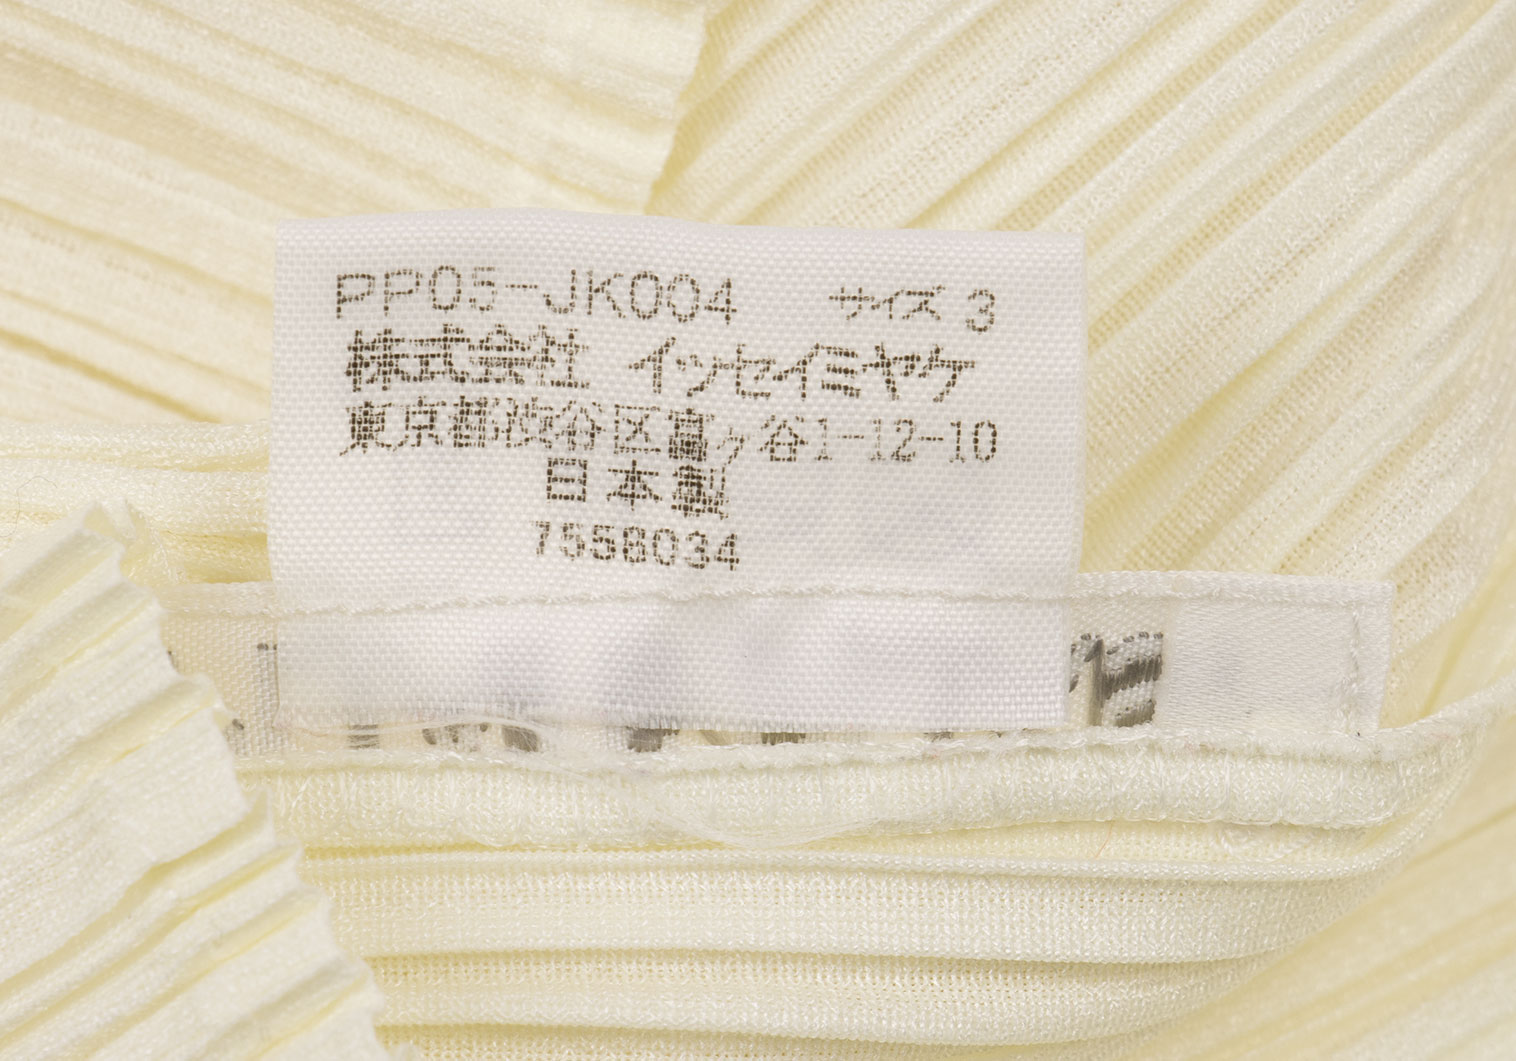 PP05-JK004 サイズ 3
株式会社 イッセイミヤケ
東京都渋谷区富ヶ谷1-12-10
日本製
7558034